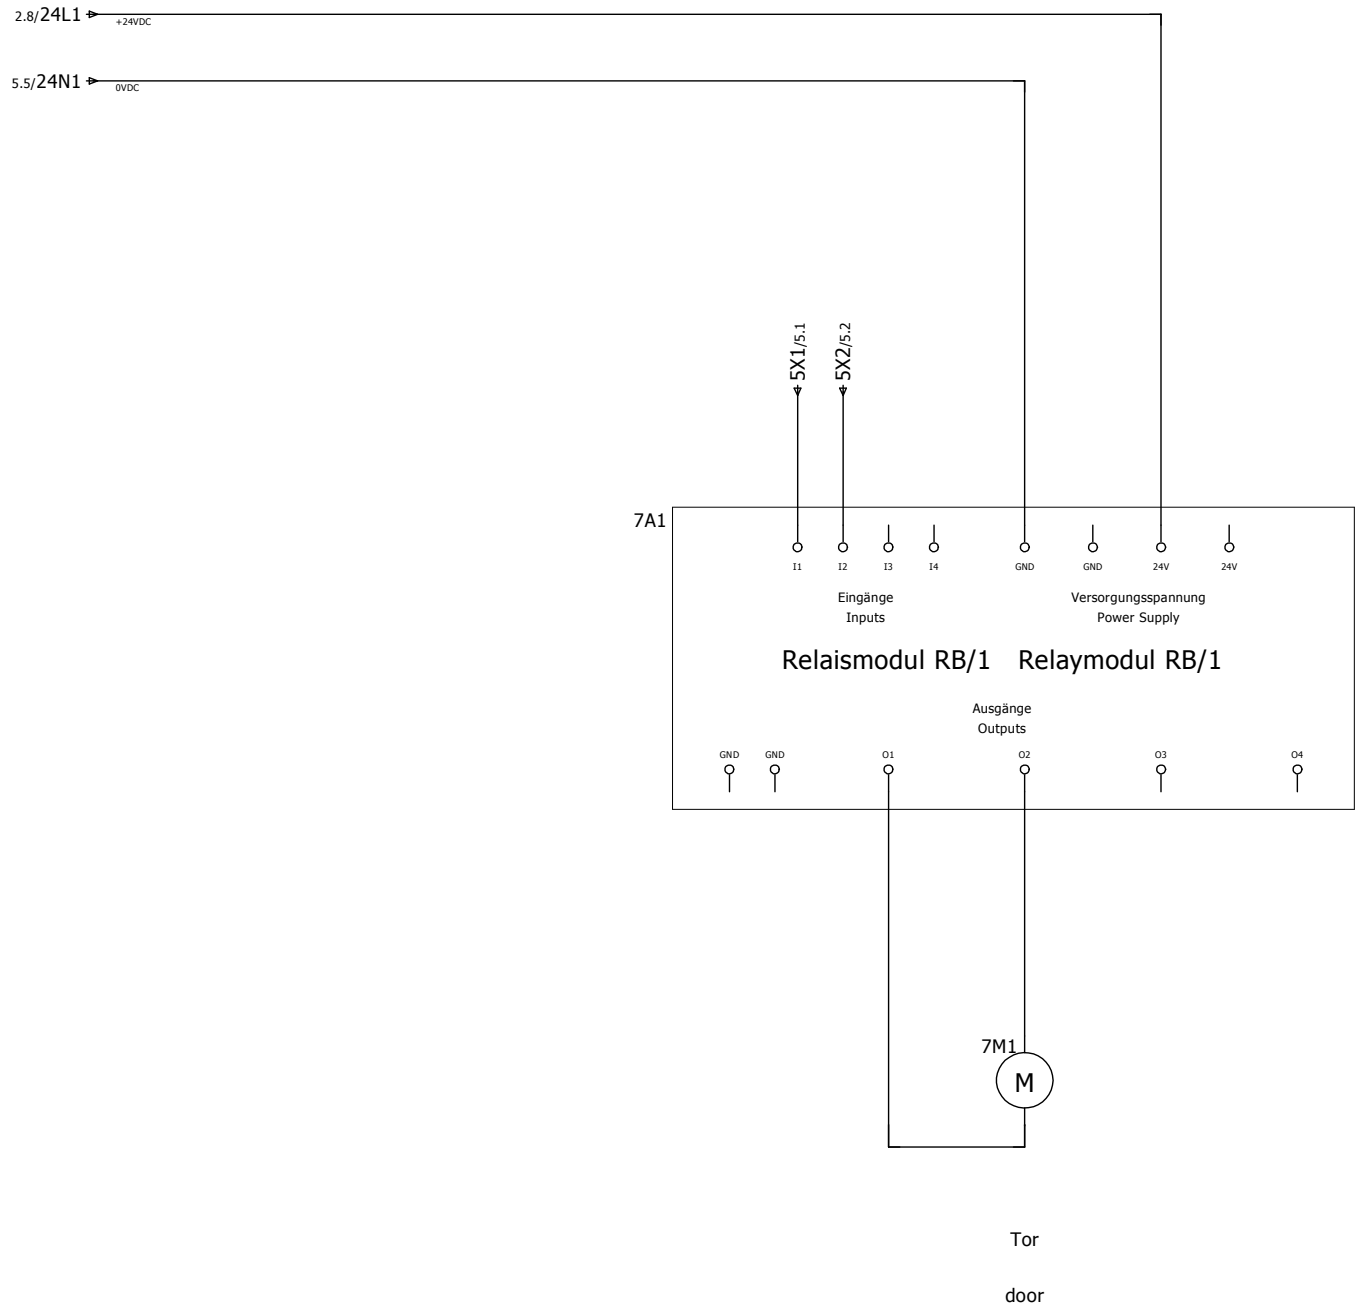 2.8/24L1
+24VDC
5.5/24N1
0VDC
5X1/5.1
5X2/5.2
7A1
I1 I2 I3 I4 GND GND 24V 24V
Eingänge Versorgungsspannung
Inputs Power Supply
Relaismodul RB/1 Relaymodul RB/1
Ausgänge
Outputs
GND GND O1 O2 O3 O4
7M1
M
Tor
door